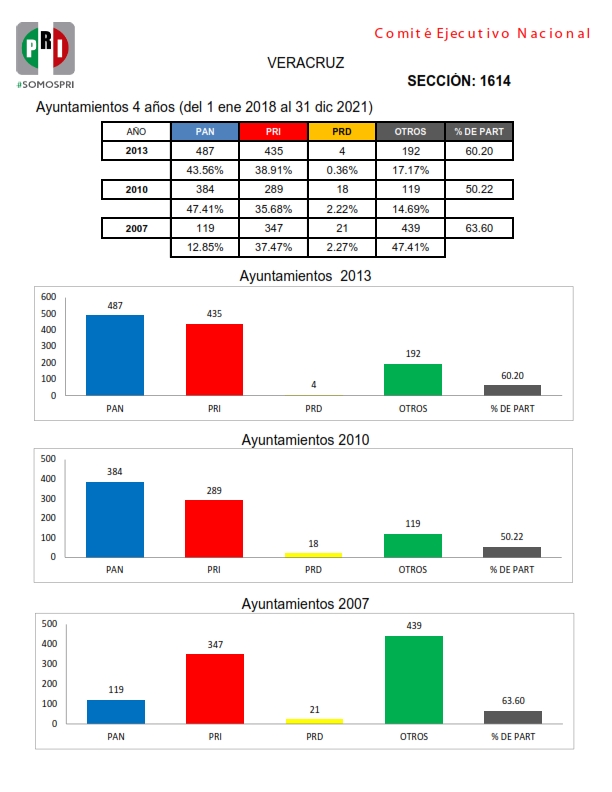 Comité Ejecutivo Nacional
PRI
#SOMOSPRI
VERACRUZ
SECCIÓN: 1614
Ayuntamientos 4 años (del 1 ene 2018 al 31 dic 2021)
AÑO PAN PRI PRD OTROS % DE PART
2013 487 435 4 192 60.20
43.56% 38.91% 0.36% 17.17%
2010 384 289 18 119 50.22
47.41% 35.68% 2.22% 14.69%
2007 119 347 21 439 63.60
12.85% 37.47% 2.27% 47.41%
Ayuntamientos 2013
600
500
400
300
200
100
0
487 435 4 192 60.20
PAN PRI PRD OTROS % DE PART
Ayuntamientos 2010
500
400
300
200
100
0
384 289 18 119 50.22
PAN PRI PRD OTROS % DE PART
Ayuntamientos 2007
500
400
300
200
100
0
119 347 21 439 63.60
PAN PRI PRD OTROS % DE PART